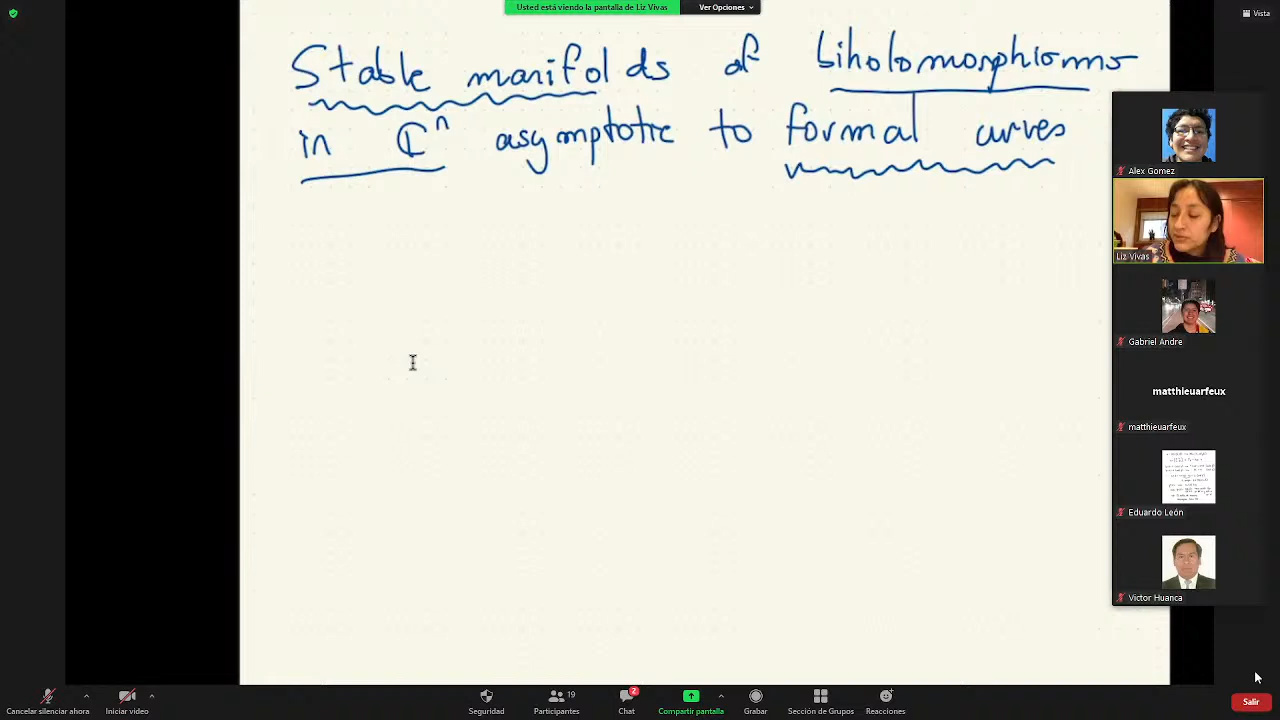 Usted está viendo la pantalla de Liz Vivas
Ver Opciones
Vista
Stable manifolds of biholomorphisms
in ℂⁿ asymptotic to formal curves
Alex Gomez
Liz Vivas
Gabriel Andre
matthieuarfeux
matthieuarfeux
Eduardo León
Victor Huanca
Cancelar silenciar ahora
Iniciar video
Seguridad
19
Participantes
2
Chat
Compartir pantalla
Grabar
Sección de Grupos
Reacciones
Salir